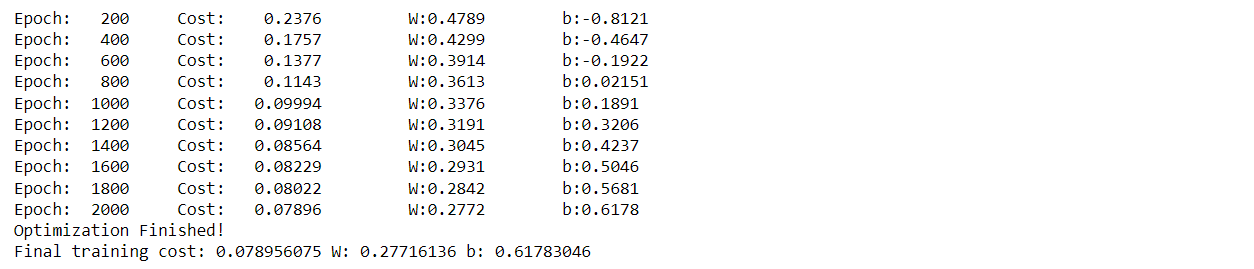 Epoch:   200     Cost:    0.2376         W:0.4789        b:-0.8121
Epoch:   400     Cost:    0.1757         W:0.4299        b:-0.4647
Epoch:   600     Cost:    0.1377         W:0.3914        b:-0.1922
Epoch:   800     Cost:    0.1143         W:0.3613        b:0.02151
Epoch:  1000     Cost:   0.09994         W:0.3376        b:0.1891
Epoch:  1200     Cost:   0.09108         W:0.3191        b:0.3206
Epoch:  1400     Cost:   0.08564         W:0.3045        b:0.4237
Epoch:  1600     Cost:   0.08229         W:0.2931        b:0.5046
Epoch:  1800     Cost:   0.08022         W:0.2842        b:0.5681
Epoch:  2000     Cost:   0.07896         W:0.2772        b:0.6178
Optimization Finished!
Final training cost: 0.078956075 W: 0.27716136 b: 0.61783046